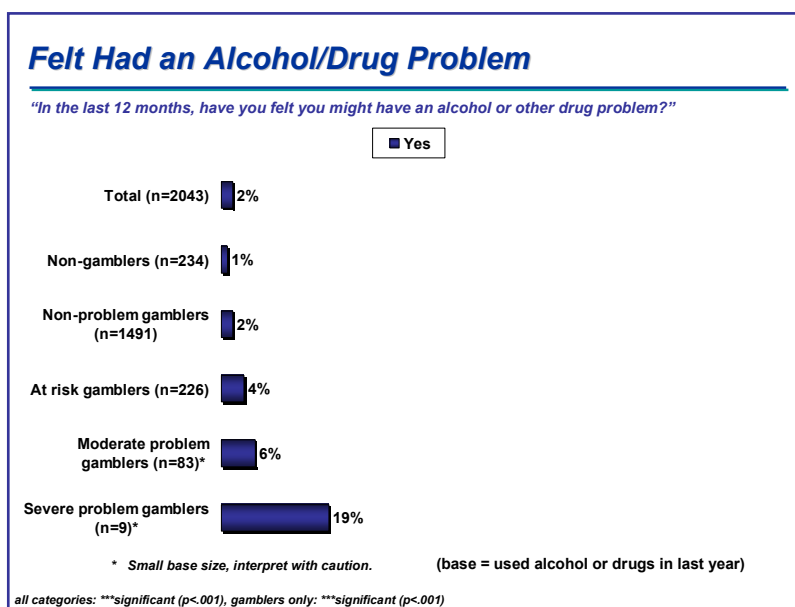 Felt Had an Alcohol/Drug Problem
“In the last 12 months, have you felt you might have an alcohol or other drug problem?”
Yes
Total (n=2043) 2%
Non-gamblers (n=234) 1%
Non-problem gamblers
(n=1491) 2%
At risk gamblers (n=226) 4%
Moderate problem
gamblers (n=83)* 6%
Severe problem gamblers
(n=9)* 19%
* Small base size, interpret with caution. (base = used alcohol or drugs in last year)
all categories: ***significant (p<.001), gamblers only: ***significant (p<.001)